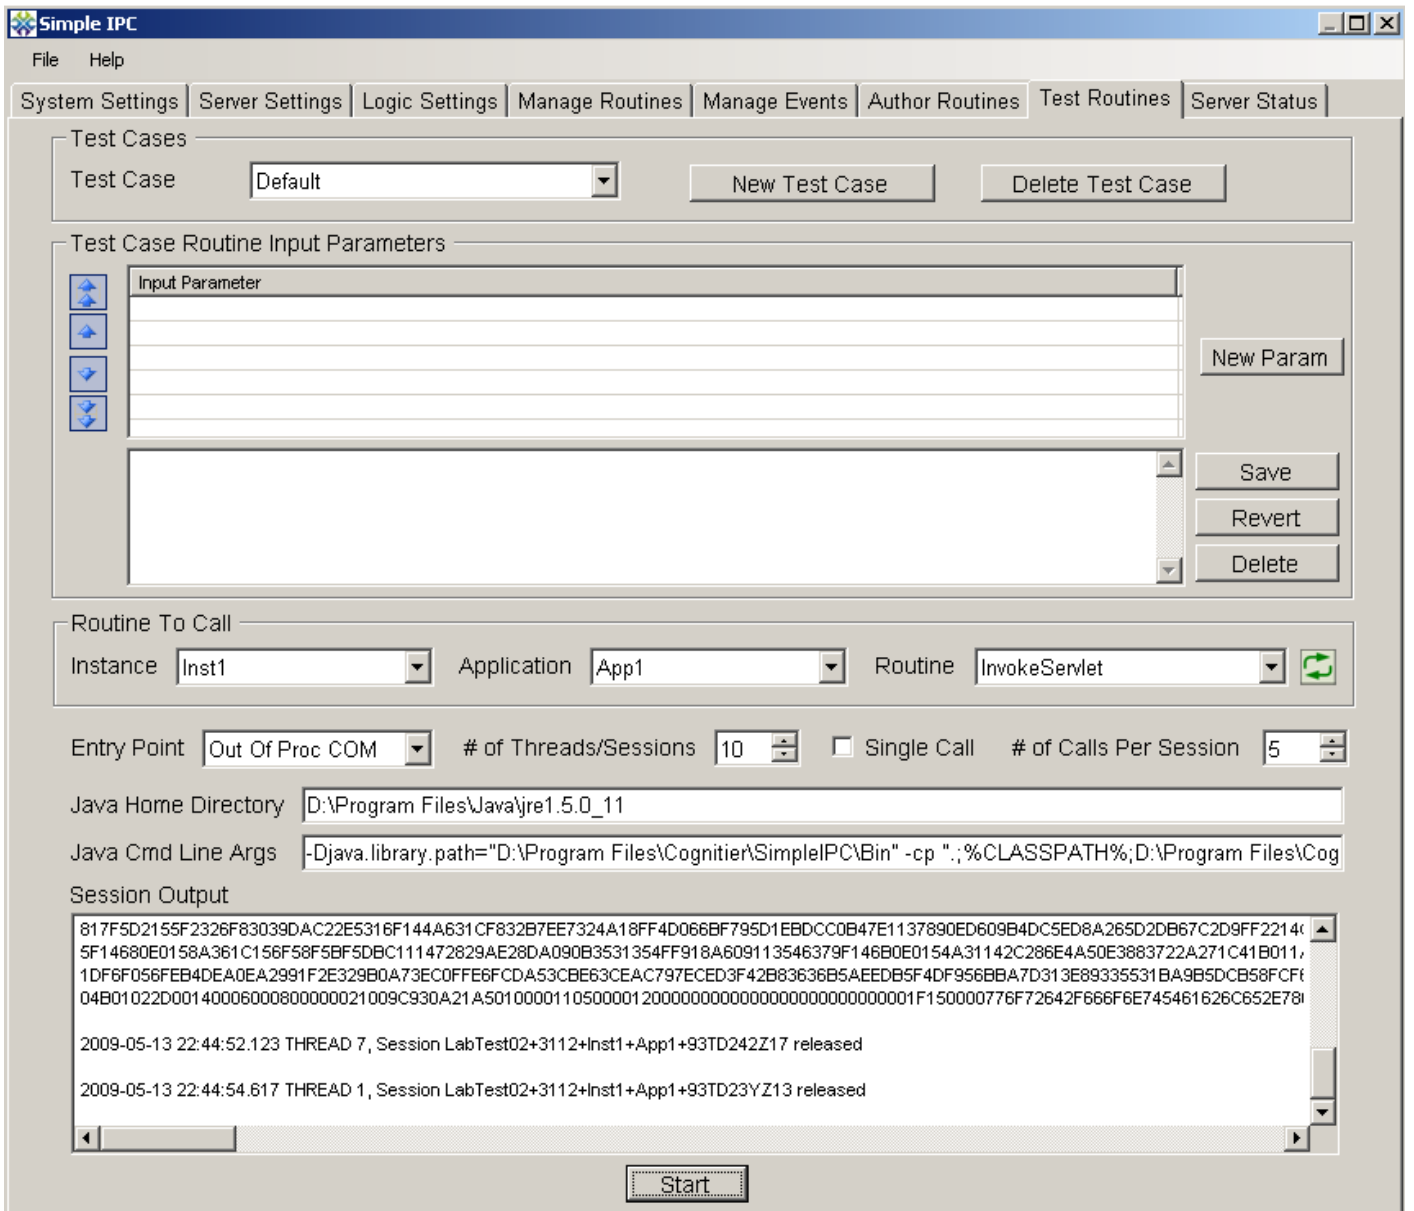 Simple IPC
File Help
System Settings Server Settings Logic Settings Manage Routines Manage Events Author Routines Test Routines Server Status
Test Cases
Test Case Default New Test Case Delete Test Case
Test Case Routine Input Parameters
Input Parameter
New Param
Save
Revert
Delete
Routine To Call
Instance Inst1 Application App1 Routine InvokeServlet
Entry Point Out Of Proc COM # of Threads/Sessions 10 Single Call # of Calls Per Session 5
Java Home Directory D:\Program Files\Java\jre1.5.0_11
Java Cmd Line Args -Djava.library.path="D:\Program Files\Cognitier\SimpleIPC\Bin" -cp ".;%CLASSPATH%;D:\Program Files\Cog
Session Output
2009-05-13 22:44:52.123 THREAD 7, Session LabTest02+3112+Inst1+App1+93TD242Z17 released
2009-05-13 22:44:54.617 THREAD 1, Session LabTest02+3112+Inst1+App1+93TD23YZ13 released
Start